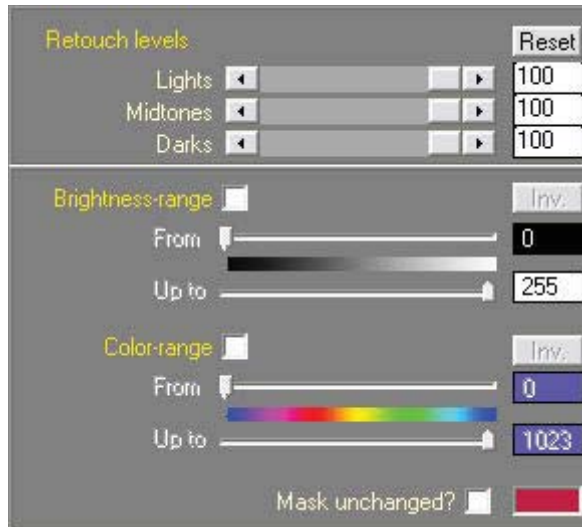 Retouch levels Reset
Lights 100
Midtones 100
Darks 100
Brightness-range Inv.
From 0
Up to 255
Color-range Inv.
From 0
Up to 1023
Mask unchanged?